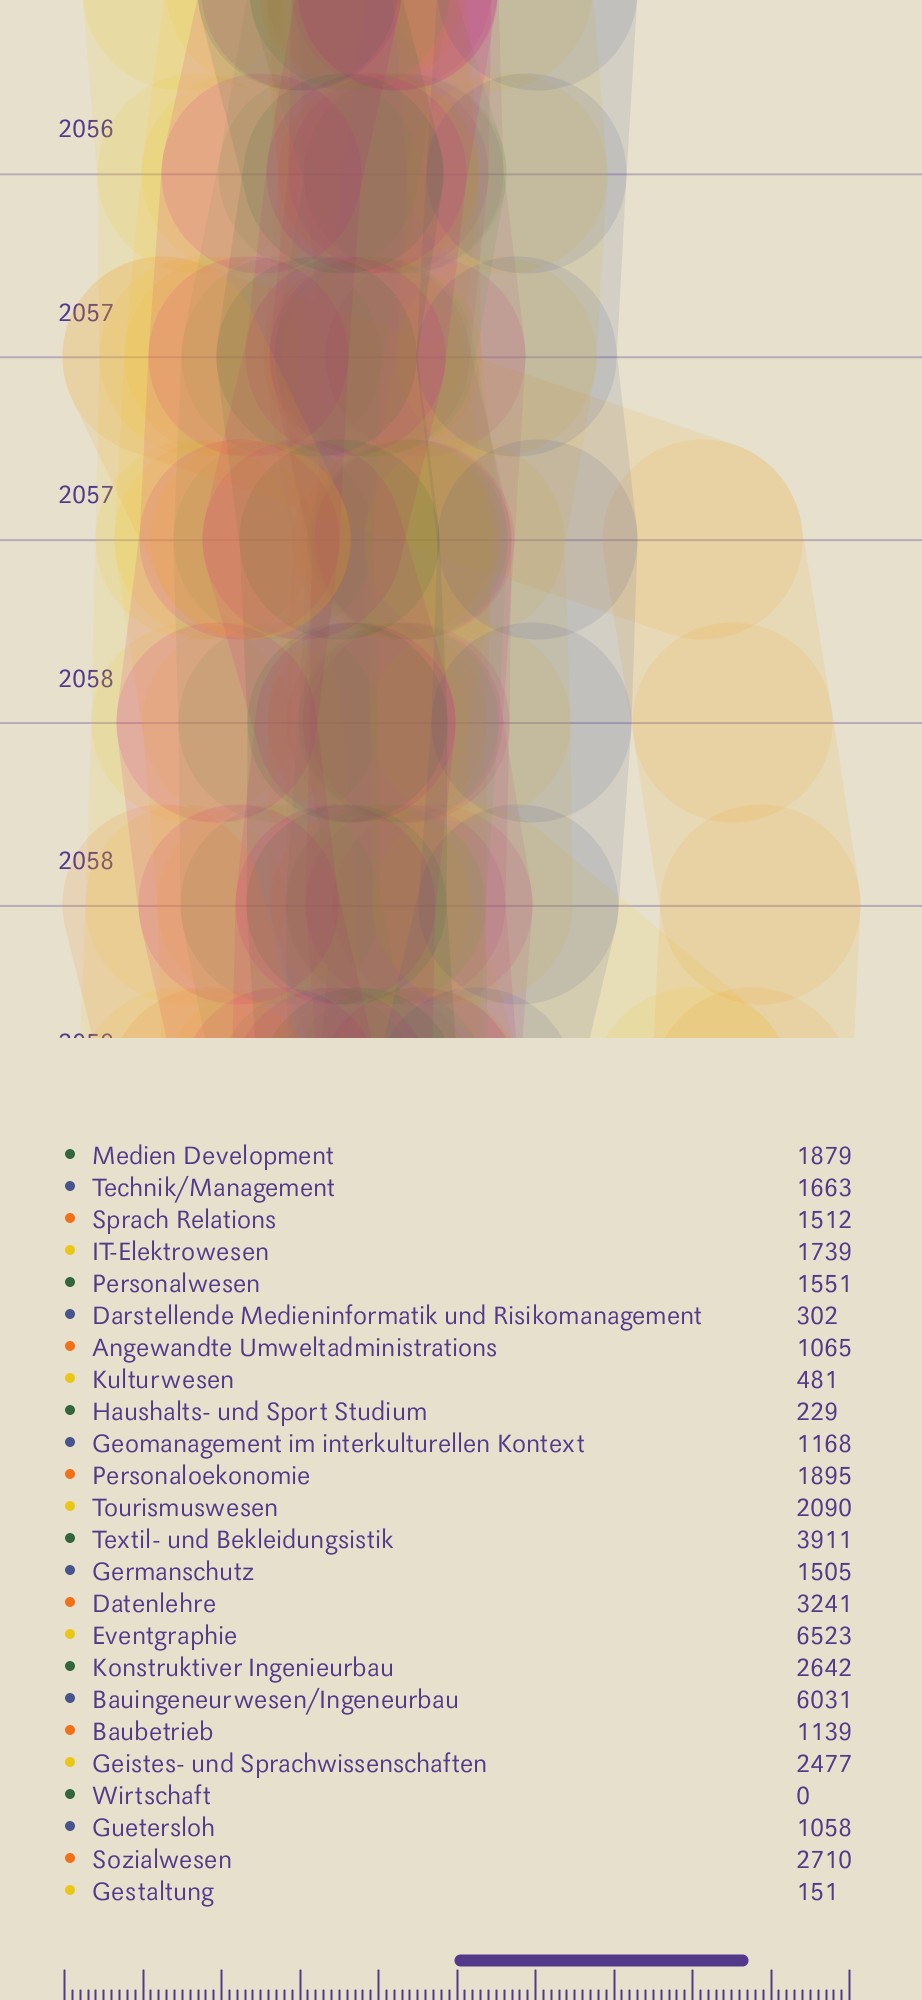 2056
2057
2057
2058
2058
Medien Development 1879
Technik/Management 1663
Sprach Relations 1512
IT-Elektrowesen 1739
Personalwesen 1551
Darstellende Medieninformatik und Risikomanagement 302
Angewandte Umweltadministrations 1065
Kulturwesen 481
Haushalts- und Sport Studium 229
Geomanagement im interkulturellen Kontext 1168
Personaloekonomie 1895
Tourismuswesen 2090
Textil- und Bekleidungsistik 3911
Germanschutz 1505
Datenlehre 3241
Eventgraphie 6523
Konstruktiver Ingenieurbau 2642
Bauingeneurwesen/Ingeneurbau 6031
Baubetrieb 1139
Geistes- und Sprachwissenschaften 2477
Wirtschaft 0
Guetersloh 1058
Sozialwesen 2710
Gestaltung 151